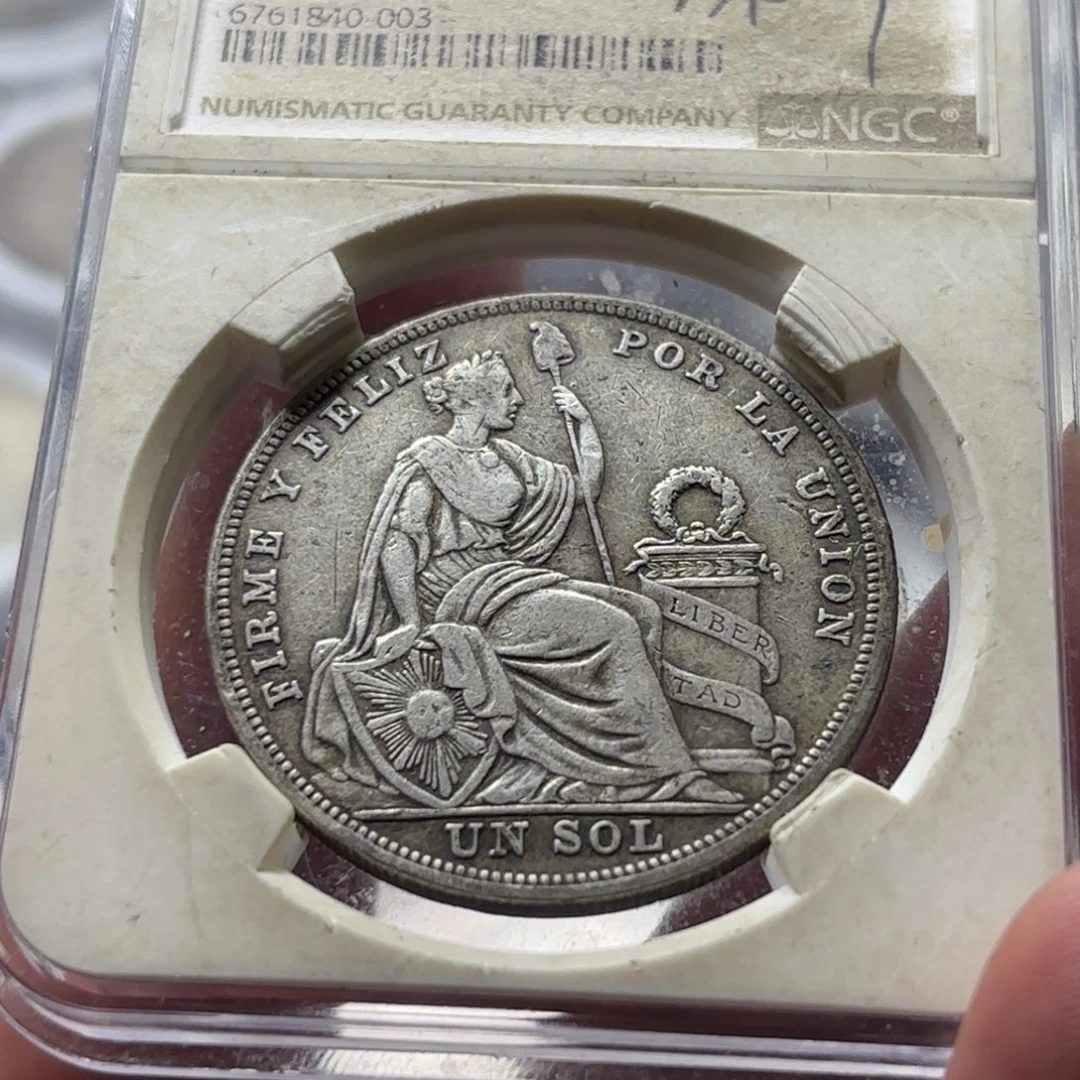 6761840-003
NUMISMATIC GUARANTY COMPANY NGC®
FIRME Y FELIZ POR LA UNION
LIBER
TAD
UN SOL